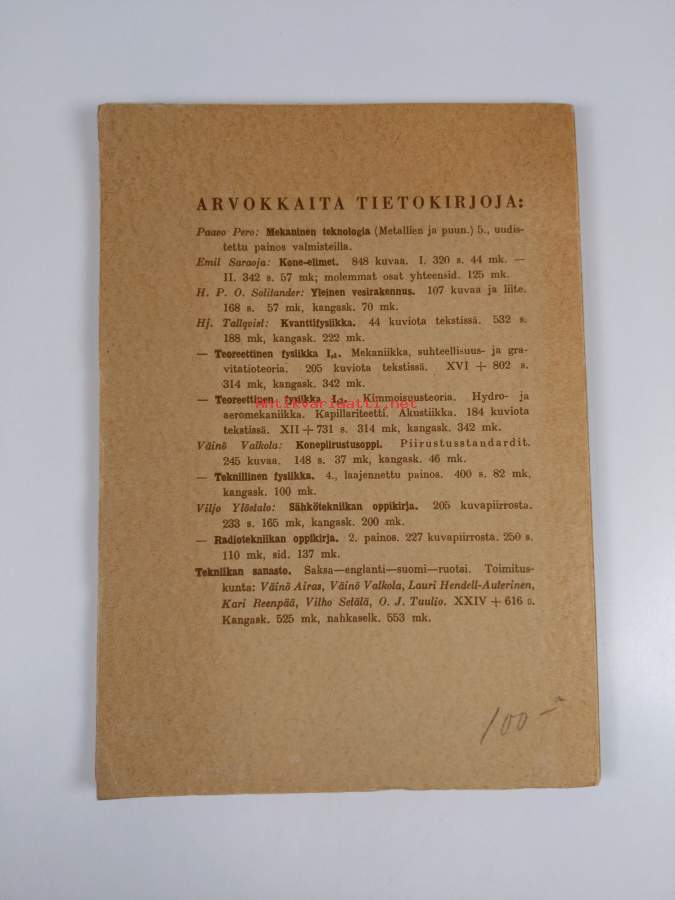 ARVOKKAITA TIETOKIRJOJA:
Paavo Pero: Mekaninen teknologia (Metallien ja puun.) 5., uudis-
tettu painos valmisteilla.
Emil Saraoja: Kone-elimet. 848 kuvaa. I. 320 s. 44 mk. —
II. 342 s. 57 mk; molemmat osat yhteensid. 125 mk.
H. P. O. Solitander: Yleinen vesirakennus. 107 kuvaa ja liite.
168 s. 57 mk, kangask. 70 mk.
Hj. Tallqvist: Kvanttifysiikka. 44 kuviota tekstissä. 532 s.
188 mk, kangask. 222 mk.
— Teoreettinen fysiikka I,1. Mekaniikka, suhteellisuus- ja gra-
vitatioteoria. 205 kuviota tekstissä. XVI + 802 s.
314 mk, kangask. 342 mk.
— Teoreettinen fysiikka I,2. Kimmoisuusteoria. Hydro- ja
Antikvariaatti.net
aeromekaniikka. Kapillariteetti. Akustiikka. 184 kuviota
tekstissä. XII + 731 s. 314 mk, kangask. 342 mk.
Väinö Valkola: Konepiirustusoppi. Piirustusstandardit.
245 kuvaa. 148 s. 37 mk, kangask. 46 mk.
— Teknillinen fysiikka. 4., laajennettu painos. 400 s. 82 mk,
kangask. 100 mk.
Viljo Ylöstalo: Sähkötekniikan oppikirja. 205 kuvapiirrosta.
233 s. 165 mk, kangask. 200 mk.
— Radiotekniikan oppikirja. 2. painos. 227 kuvapiirrosta. 250 s.
110 mk, sid. 137 mk.
Tekniikan sanasto. Saksa—englanti—suomi—ruotsi. Toimitus-
kunta: Väinö Airas, Väinö Valkola, Lauri Hendell-Auterinen,
Kari Reenpää, Vilho Setälä, O. J. Tuulio. XXIV + 616 s.
Kangask. 525 mk, nahkaselk. 553 mk.
100 —